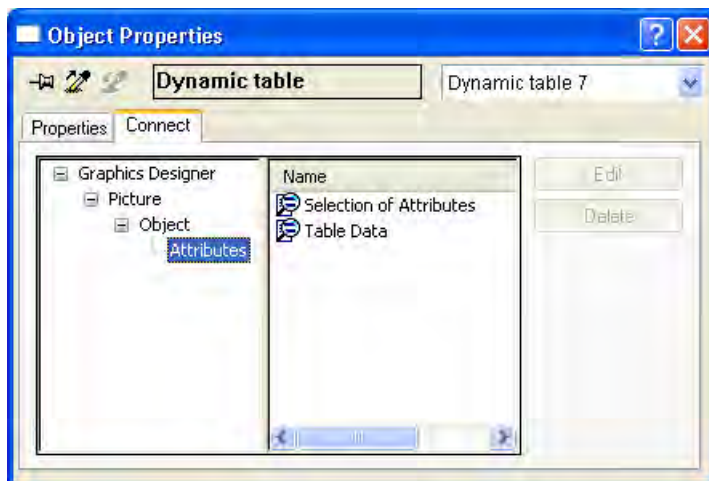 Object Properties
Dynamic table
Dynamic table 7
Properties
Connect
Graphics Designer
Picture
Object
Attributes
Name
Selection of Attributes
Table Data
Edit
Delete